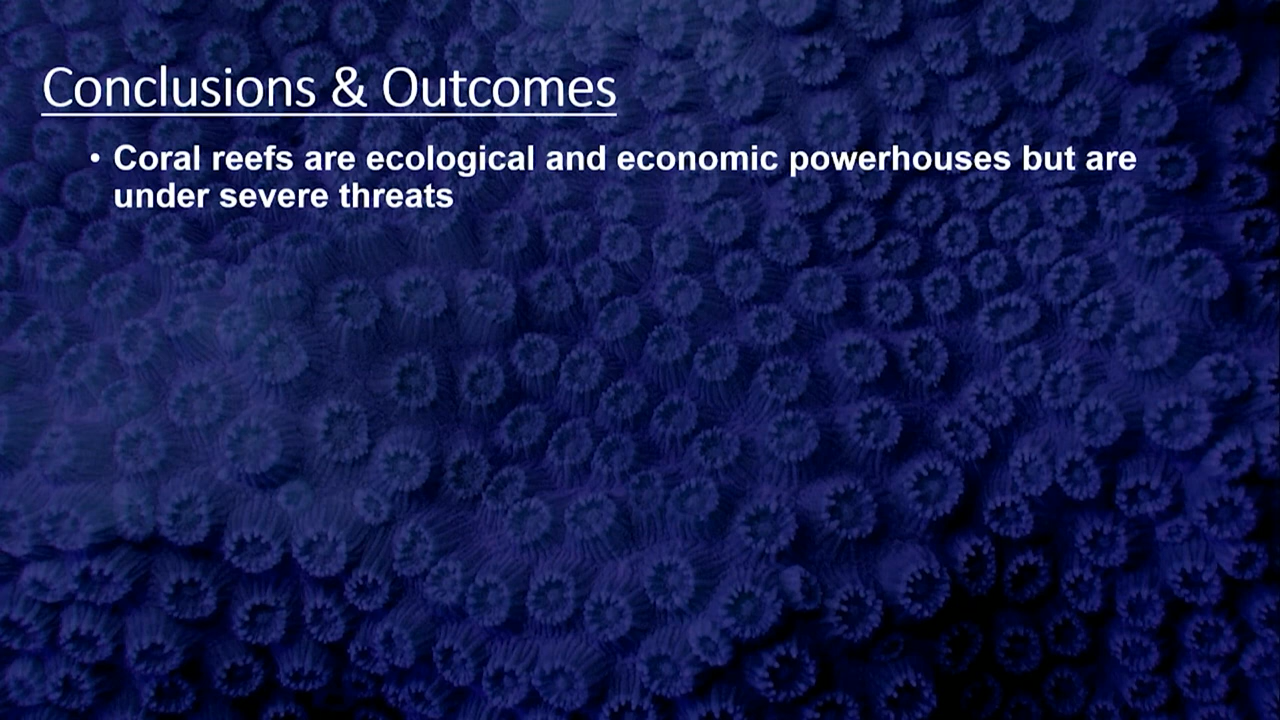 Conclusions & Outcomes
• Coral reefs are ecological and economic powerhouses but are
under severe threats